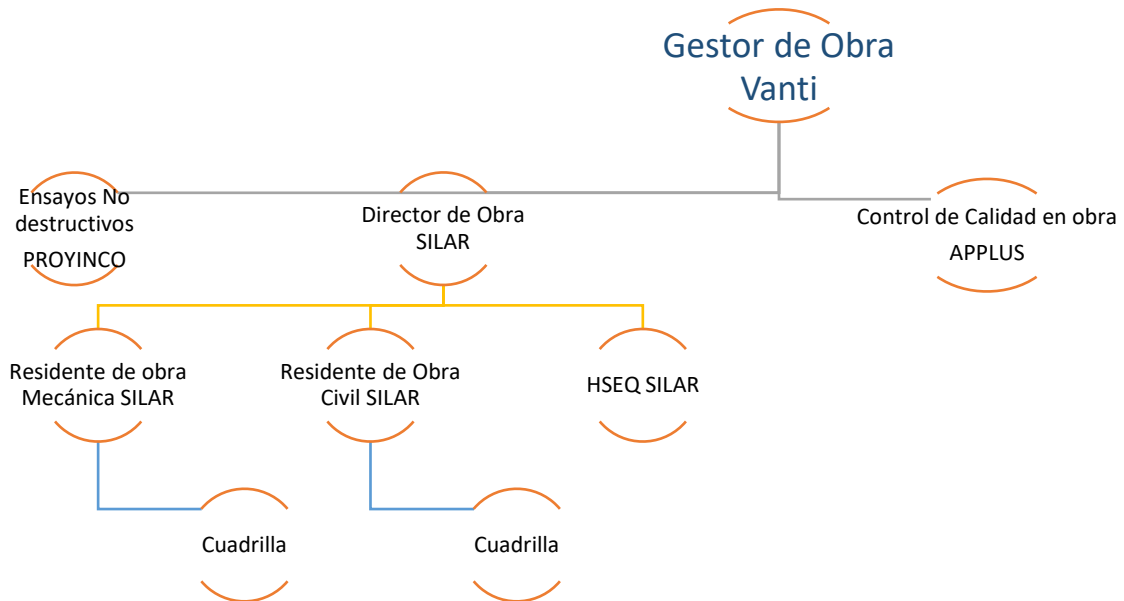 Gestor de Obra
Vanti
Ensayos No
destructivos
PROYINCO
Director de Obra
SILAR
Control de Calidad en obra
APPLUS
Residente de obra
Mecánica SILAR
Residente de Obra
Civil SILAR
HSEQ SILAR
Cuadrilla
Cuadrilla